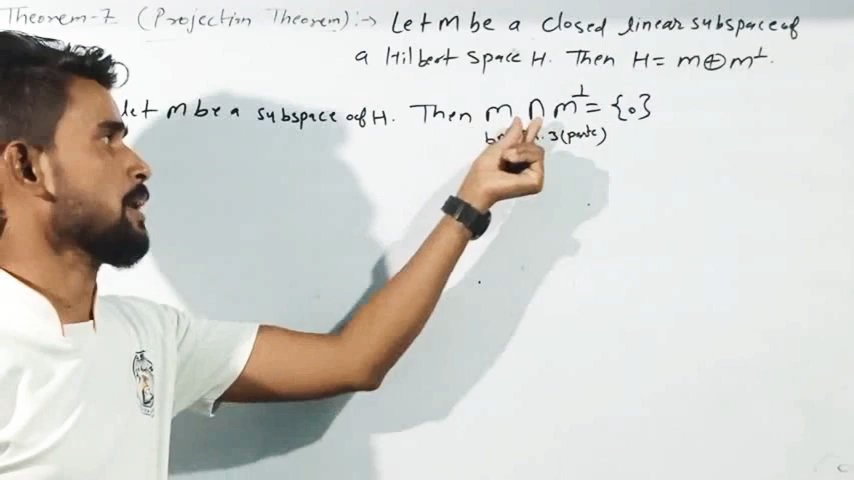 Theorem-7 (Projection Theorem):→ Let M be a closed linear subspace of
a Hilbert space H. Then H = M⊕M⊥.
let M be a subspace of H. Then M ∩ M⊥ = {0}
3 (partc)